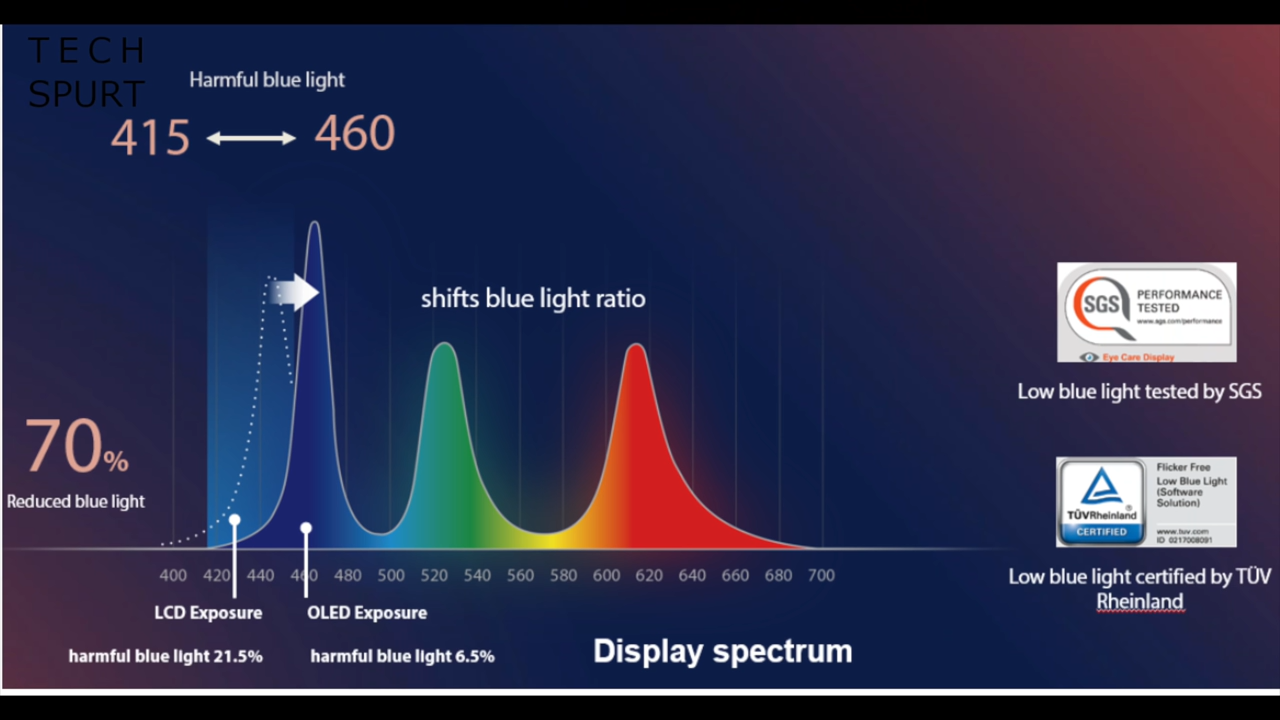 TECH
SPURT
Harmful blue light
415
460
shifts blue light ratio
70%
Reduced blue light
400 420 440 460 480 500 520 540 560 580 600 620 640 660 680 700
LCD Exposure
OLED Exposure
harmful blue light 21.5%
harmful blue light 6.5%
Display spectrum
SGS
PERFORMANCE
TESTED
www.sgs.com/performance
Eye Care Display
Low blue light tested by SGS
TÜVRheinland®
CERTIFIED
Flicker Free
Low Blue Light
(Software
Solution)
www.tuv.com
ID 0217008091
Low blue light certified by TÜV
Rheinland